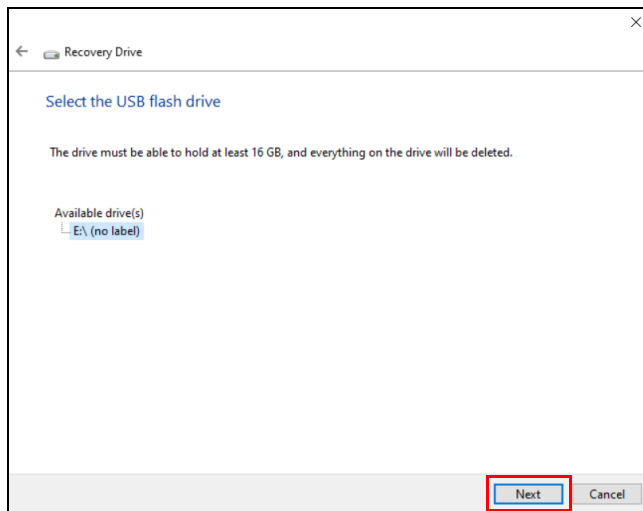 Recovery Drive
Select the USB flash drive
The drive must be able to hold at least 16 GB, and everything on the drive will be deleted.
Available drive(s)
E:\ (no label)
Next Cancel